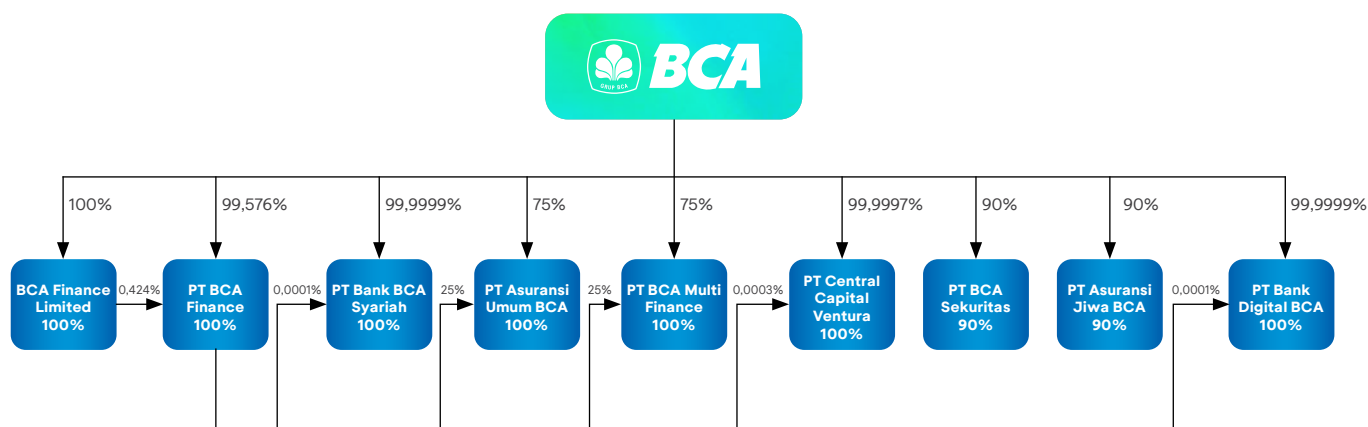 GRUP BCA
BCA
100%
99,576%
99,9999%
75%
75%
99,9997%
90%
90%
99,9999%
BCA Finance
Limited
100%
0,424%
PT BCA
Finance
100%
0,0001%
PT Bank BCA
Syariah
100%
25%
PT Asuransi
Umum BCA
100%
25%
PT BCA Multi
Finance
100%
0,0003%
PT Central
Capital
Ventura
100%
PT BCA
Sekuritas
90%
PT Asuransi
Jiwa BCA
90%
0,0001%
PT Bank
Digital BCA
100%